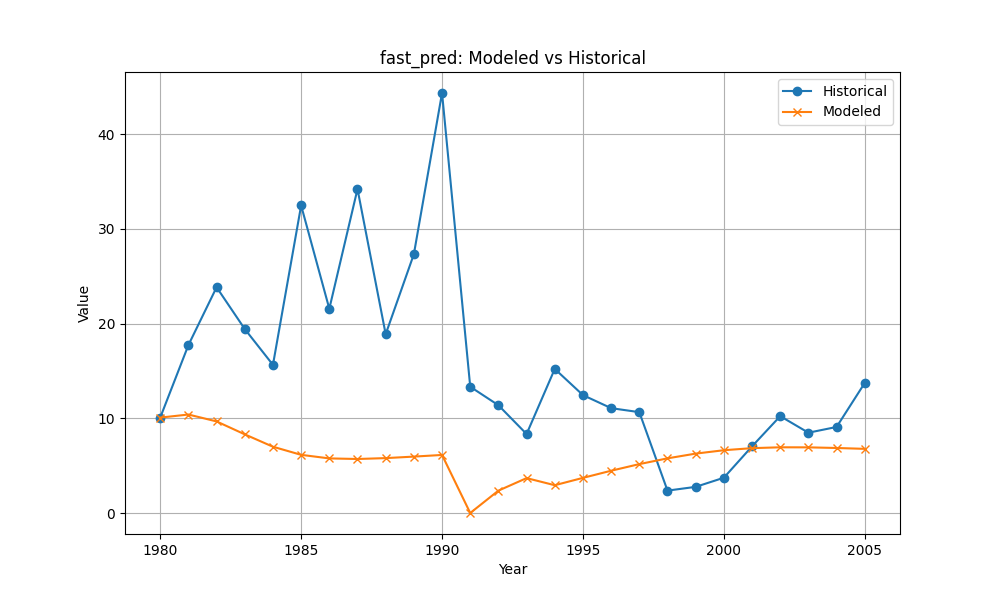 fast_pred: Modeled vs Historical
Historical
Modeled
Value
40
30
20
10
0
1980 1985 1990 1995 2000 2005
Year